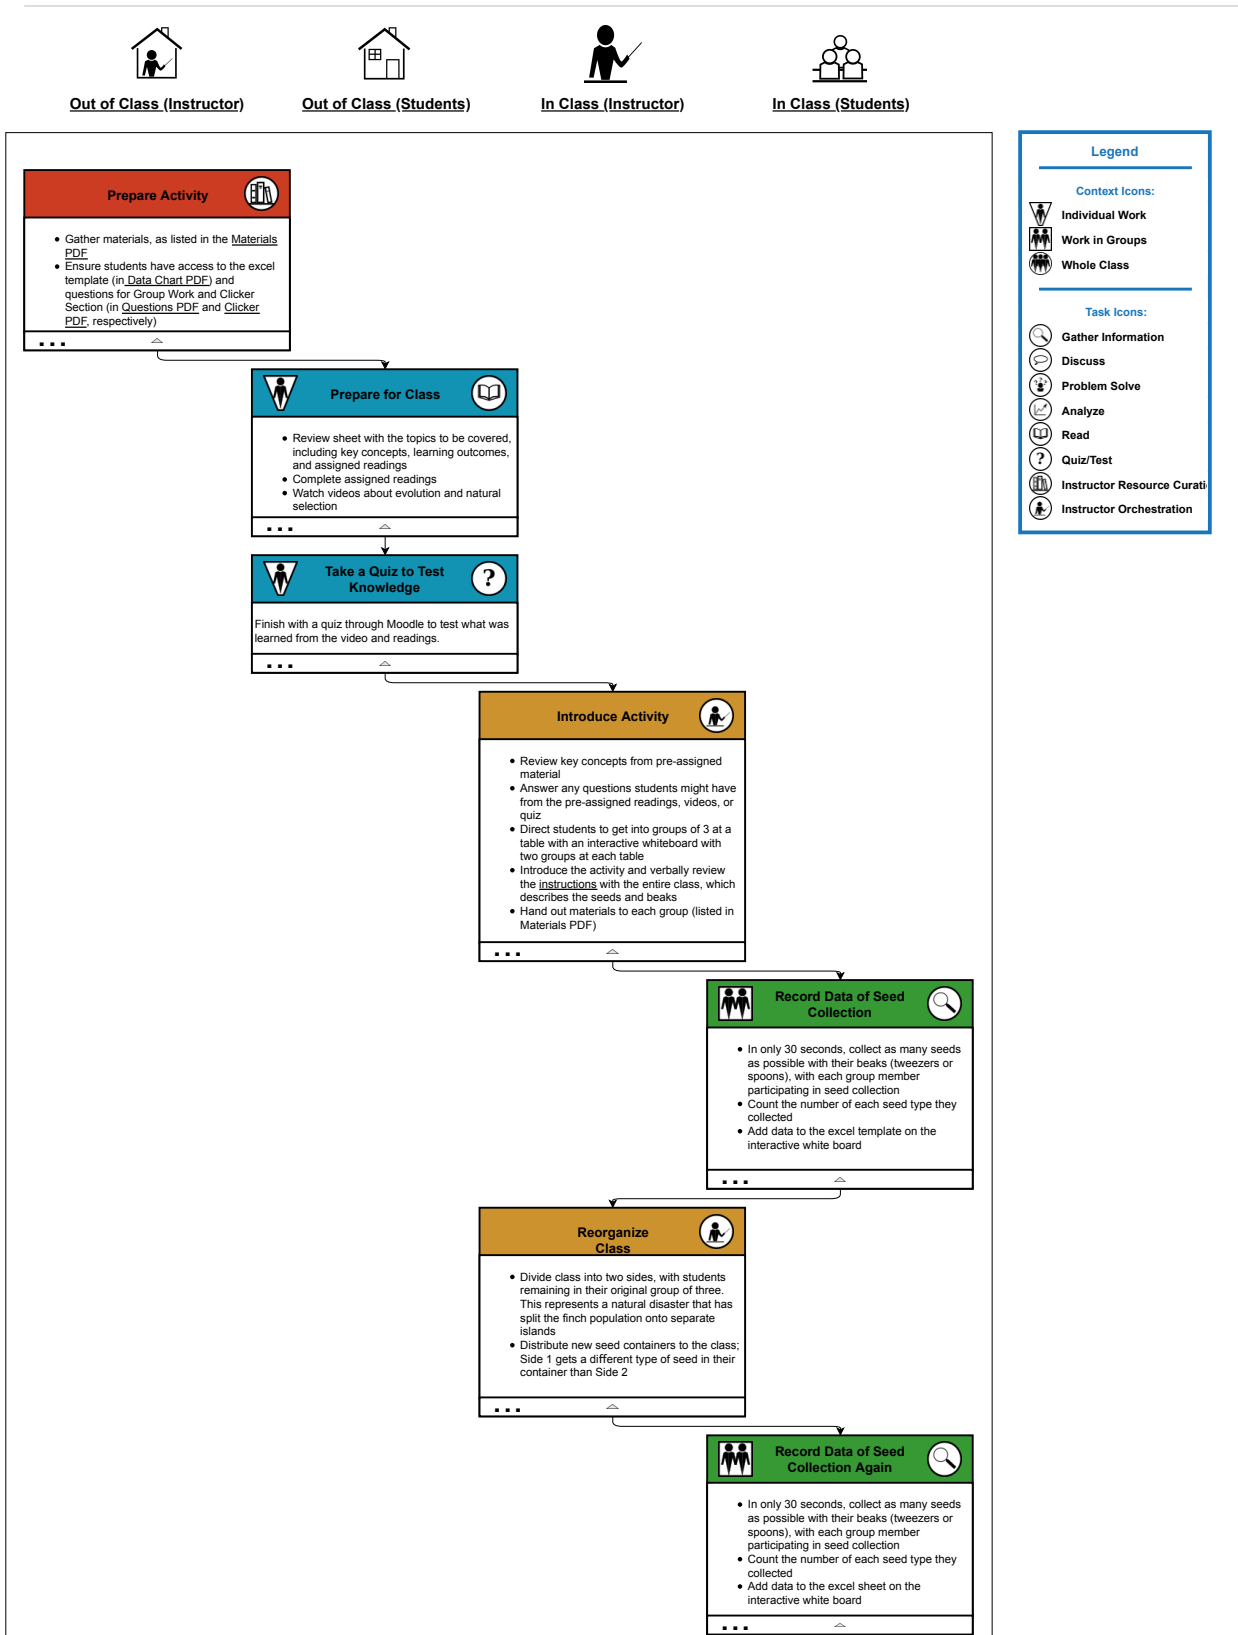 Out of Class (Instructor)
Out of Class (Students)
In Class (Instructor)
In Class (Students)
Legend
Context Icons:
Individual Work
Work in Groups
Whole Class
Task Icons:
Gather Information
Discuss
Problem Solve
Analyze
Read
? Quiz/Test
Instructor Resource Curati
Instructor Orchestration
Prepare Activity
• Gather materials, as listed in the Materials
PDF
• Ensure students have access to the excel
template (in Data Chart PDF) and
questions for Group Work and Clicker
Section (in Questions PDF and Clicker
PDF, respectively)
Prepare for Class
• Review sheet with the topics to be covered,
including key concepts, learning outcomes,
and assigned readings
• Complete assigned readings
• Watch videos about evolution and natural
selection
Take a Quiz to Test
Knowledge
?
Finish with a quiz through Moodle to test what was
learned from the video and readings.
Introduce Activity
• Review key concepts from pre-assigned
material
• Answer any questions students might have
from the pre-assigned readings, videos, or
quiz
• Direct students to get into groups of 3 at a
table with an interactive whiteboard with
two groups at each table
• Introduce the activity and verbally review
the instructions with the entire class, which
describes the seeds and beaks
• Hand out materials to each group (listed in
Materials PDF)
Record Data of Seed
Collection
• In only 30 seconds, collect as many seeds
as possible with their beaks (tweezers or
spoons), with each group member
participating in seed collection
• Count the number of each seed type they
collected
• Add data to the excel template on the
interactive white board
Reorganize
Class
• Divide class into two sides, with students
remaining in their original group of three.
This represents a natural disaster that has
split the finch population onto separate
islands
• Distribute new seed containers to the class;
Side 1 gets a different type of seed in their
container than Side 2
Record Data of Seed
Collection Again
• In only 30 seconds, collect as many seeds
as possible with their beaks (tweezers or
spoons), with each group member
participating in seed collection
• Count the number of each seed type they
collected
• Add data to the excel sheet on the
interactive white board